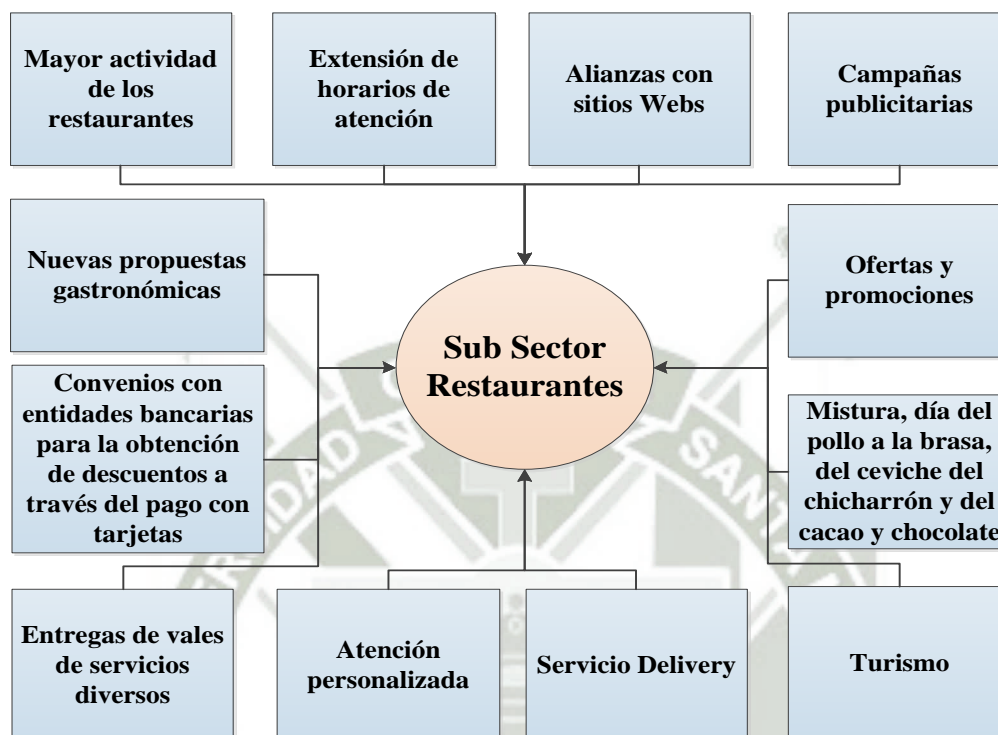 Mayor actividad
de los
restaurantes
Extensión de
horarios de
atención
Alianzas con
sitios Webs
Campañas
publicitarias
Nuevas propuestas
gastronómicas
Sub Sector
Restaurantes
Ofertas y
promociones
Convenios con
entidades bancarias
para la obtención
de descuentos a
través del pago con
tarjetas
Mistura, día del
pollo a la brasa,
del ceviche del
chicharrón y del
cacao y chocolate
Entregas de vales
de servicios
diversos
Atención
personalizada
Servicio Delivery
Turismo